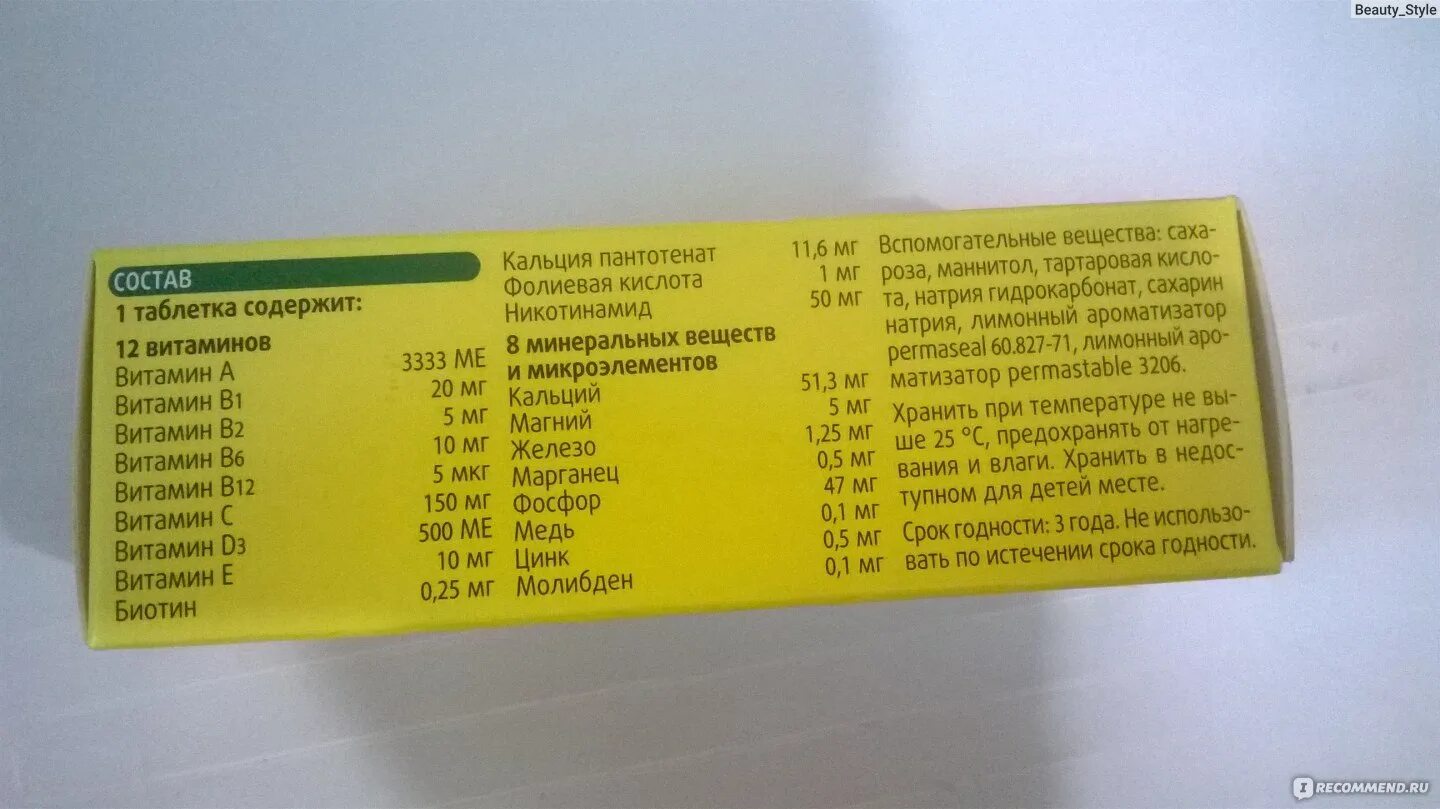 Beauty_Style
СОСТАВ
1 таблетка содержит:
12 витаминов
Витамин A 3333 МЕ
Витамин B1 20 мг
Витамин B2 5 мг
Витамин B6 10 мг
Витамин B12 5 мкг
Витамин C 150 мг
Витамин D3 500 МЕ
Витамин E 10 мг
Биотин 0,25 мг
Кальция пантотенат 11,6 мг
Фолиевая кислота 1 мг
Никотинамид 50 мг
8 минеральных веществ
и микроэлементов
Кальций 51,3 мг
Магний 5 мг
Железо 1,25 мг
Марганец 0,5 мг
Фосфор 47 мг
Медь 0,1 мг
Цинк 0,5 мг
Молибден 0,1 мг
Вспомогательные вещества: саха-
роза, маннитол, тартаровая кисло-
та, натрия гидрокарбонат, сахарин
натрия, лимонный ароматизатор
permaseal 60.827-71, лимонный аро-
матизатор permastable 3206.
Хранить при температуре не вы-
ше 25 °C, предохранять от нагре-
вания и влаги. Хранить в недос-
тупном для детей месте.
Срок годности: 3 года. Не использо-
вать по истечении срока годности.
IRECOMMEND.RU